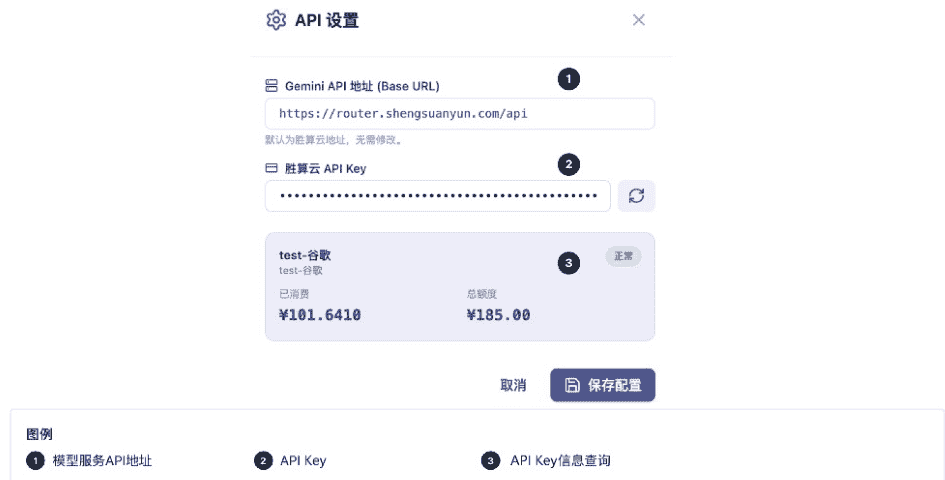 API 设置
Gemini API 地址 (Base URL)
1
https://router.shengsuanyun.com/api
默认为胜算云地址，无需修改。
胜算云 API Key
2
••••••••••••••••••••••••••••••••••••••••••••
test-谷歌
3
正常
test-谷歌
已消费
总额度
¥101.6410
¥185.00
取消
保存配置
图例
1 模型服务API地址
2 API Key
3 API Key信息查询